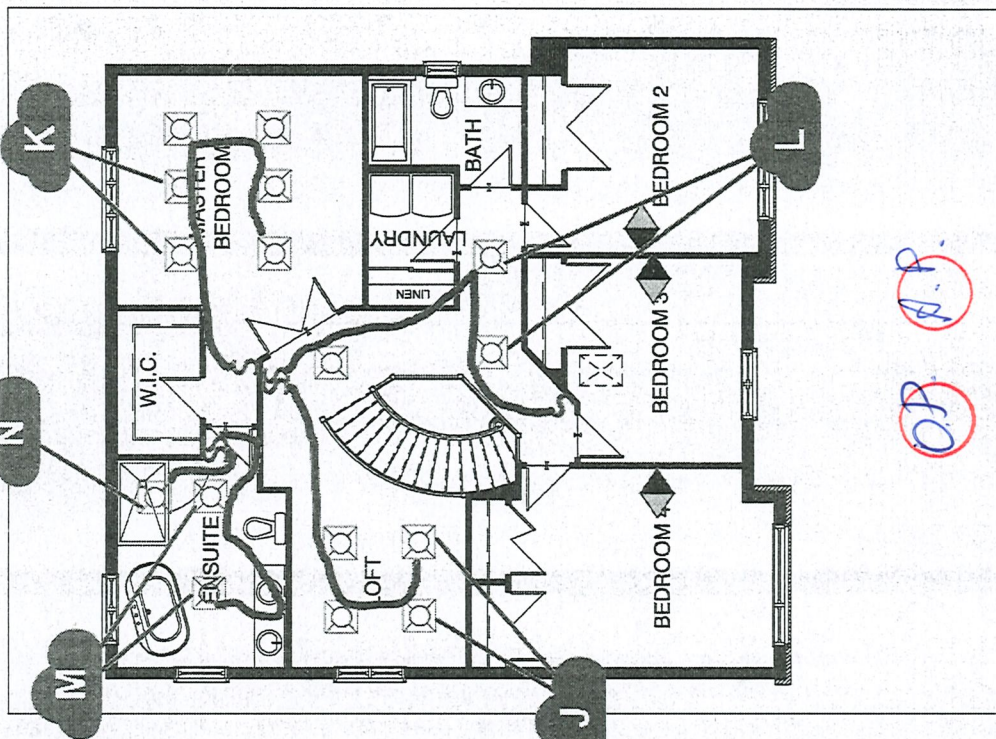 K
N
M
J
L
MASTER
BEDROOM
W.I.C.
ENSUITE
LOFT
LINEN
LAUNDRY
BATH
BEDROOM 2
BEDROOM 3
BEDROOM 4
O.P.
A.P.